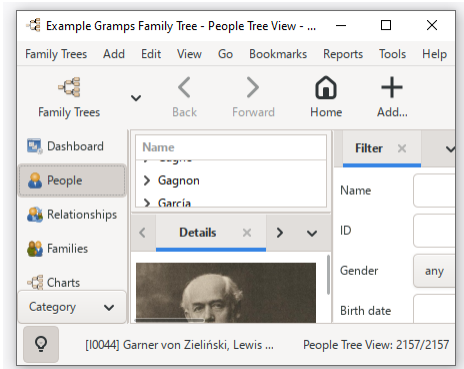 Example Gramps Family Tree - People Tree View - ...
Family Trees Add Edit View Go Bookmarks Reports Tools Help
Family Trees Back Forward Home Add...
Dashboard
People
Relationships
Families
Charts
Category
Name
Gagnon
García
Details
Filter
Name
ID
Gender any
Birth date
[I0044] Garner von Zieliński, Lewis ... People Tree View: 2157/2157